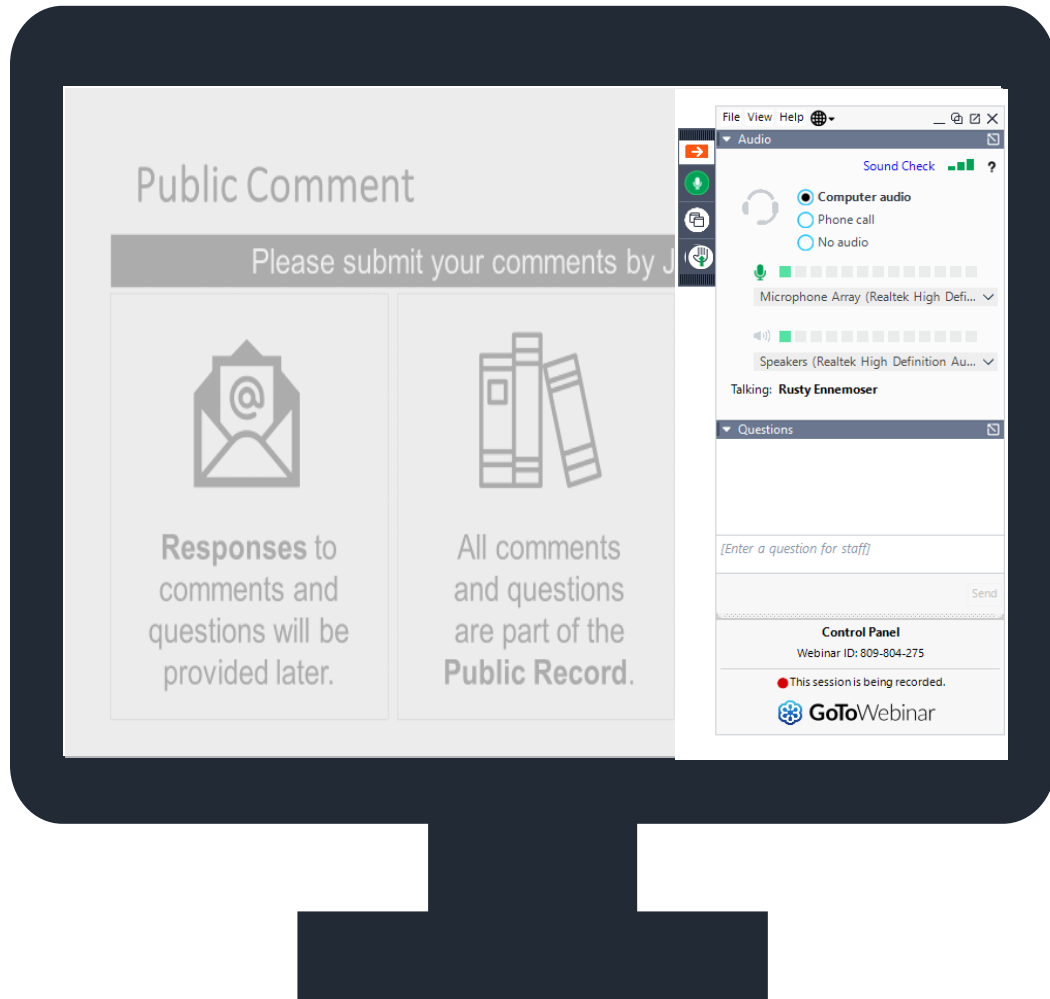 Public Comment
Please submit your comments by J
Responses to
comments and
questions will be
provided later.
All comments
and questions
are part of the
Public Record.
File View Help
Audio
Sound Check ?
Computer audio
Phone call
No audio
Microphone Array (Realtek High Defi...
Speakers (Realtek High Definition Au...
Talking: Rusty Ennemoser
Questions
[Enter a question for staff]
Send
Control Panel
Webinar ID: 809-804-275
This session is being recorded.
GoToWebinar